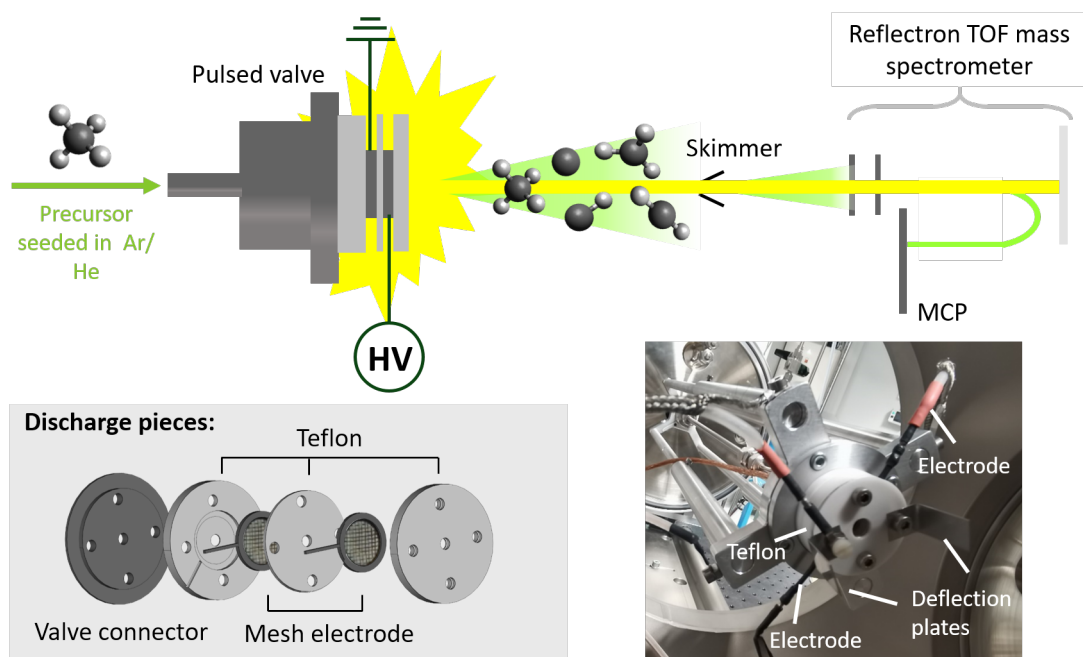 Reflectron TOF mass
spectrometer
Pulsed valve
Skimmer
Precursor
seeded in Ar/
He
MCP
HV
Discharge pieces:
Teflon
Valve connector
Mesh electrode
Electrode
Teflon
Deflection
plates
Electrode